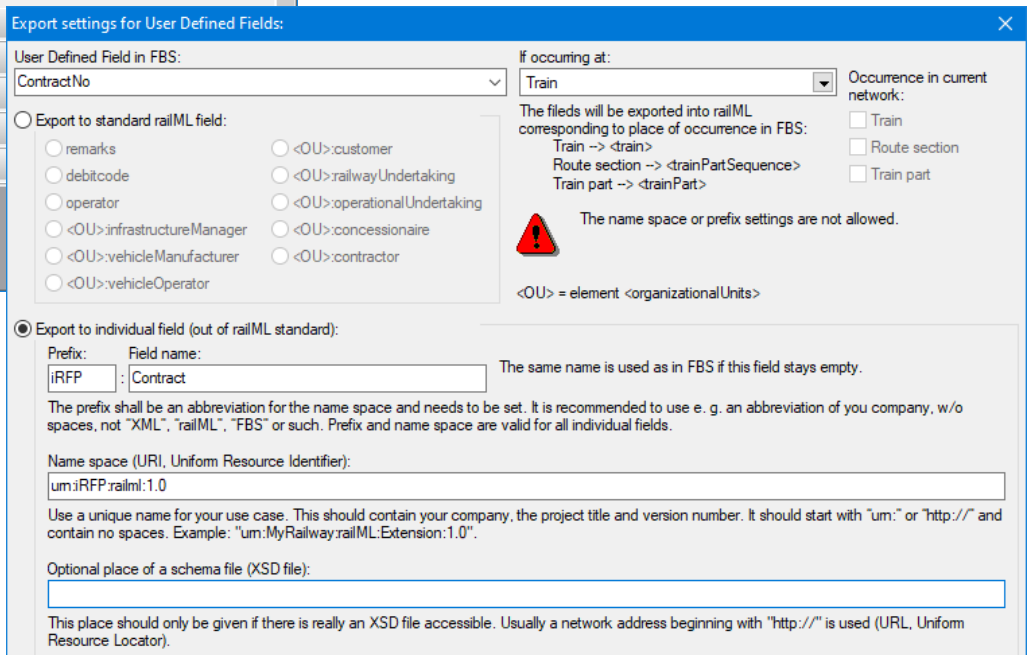 Export settings for User Defined Fields:
User Defined Field in FBS:
ContractNo
If occurring at:
Train
Occurrence in current
network:
Train
Route section
Train part
The fileds will be exported into railML
corresponding to place of occurrence in FBS:
Train --> <train>
Route section --> <trainPartSequence>
Train part --> <trainPart>
Export to standard railML field:
remarks
<OU>:customer
debitcode
<OU>:railwayUndertaking
operator
<OU>:operationalUndertaking
<OU>:infrastructureManager
<OU>:concessionaire
<OU>:vehicleManufacturer
<OU>:contractor
<OU>:vehicleOperator
The name space or prefix settings are not allowed.
<OU> = element <organizationalUnits>
Export to individual field (out of railML standard):
Prefix: Field name:
iRFP : Contract
The same name is used as in FBS if this field stays empty.
The prefix shall be an abbreviation for the name space and needs to be set. It is recommended to use e. g. an abbreviation of you company, w/o
spaces, not "XML", "railML", "FBS" or such. Prefix and name space are valid for all individual fields.
Name space (URI, Uniform Resource Identifier):
urn:iRFP:railml:1.0
Use a unique name for your use case. This should contain your company, the project title and version number. It should start with "urn:" or "http://" and
contain no spaces. Example: "urn:MyRailway:railML:Extension:1.0".
Optional place of a schema file (XSD file):
This place should only be given if there is really an XSD file accessible. Usually a network address beginning with "http://" is used (URL, Uniform
Resource Locator).